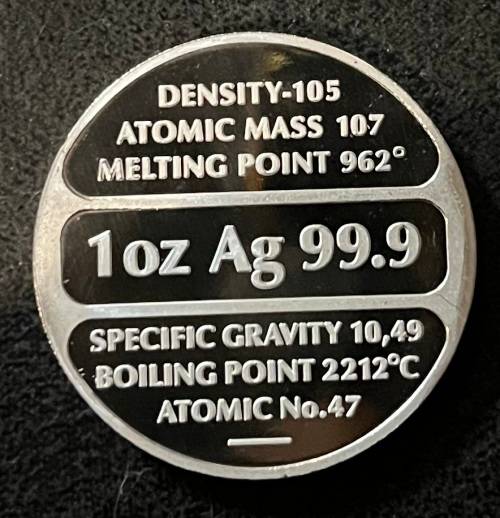 DENSITY-105
ATOMIC MASS 107
MELTING POINT 962°
1oz Ag 99.9
SPECIFIC GRAVITY 10,49
BOILING POINT 2212°C
ATOMIC No.47